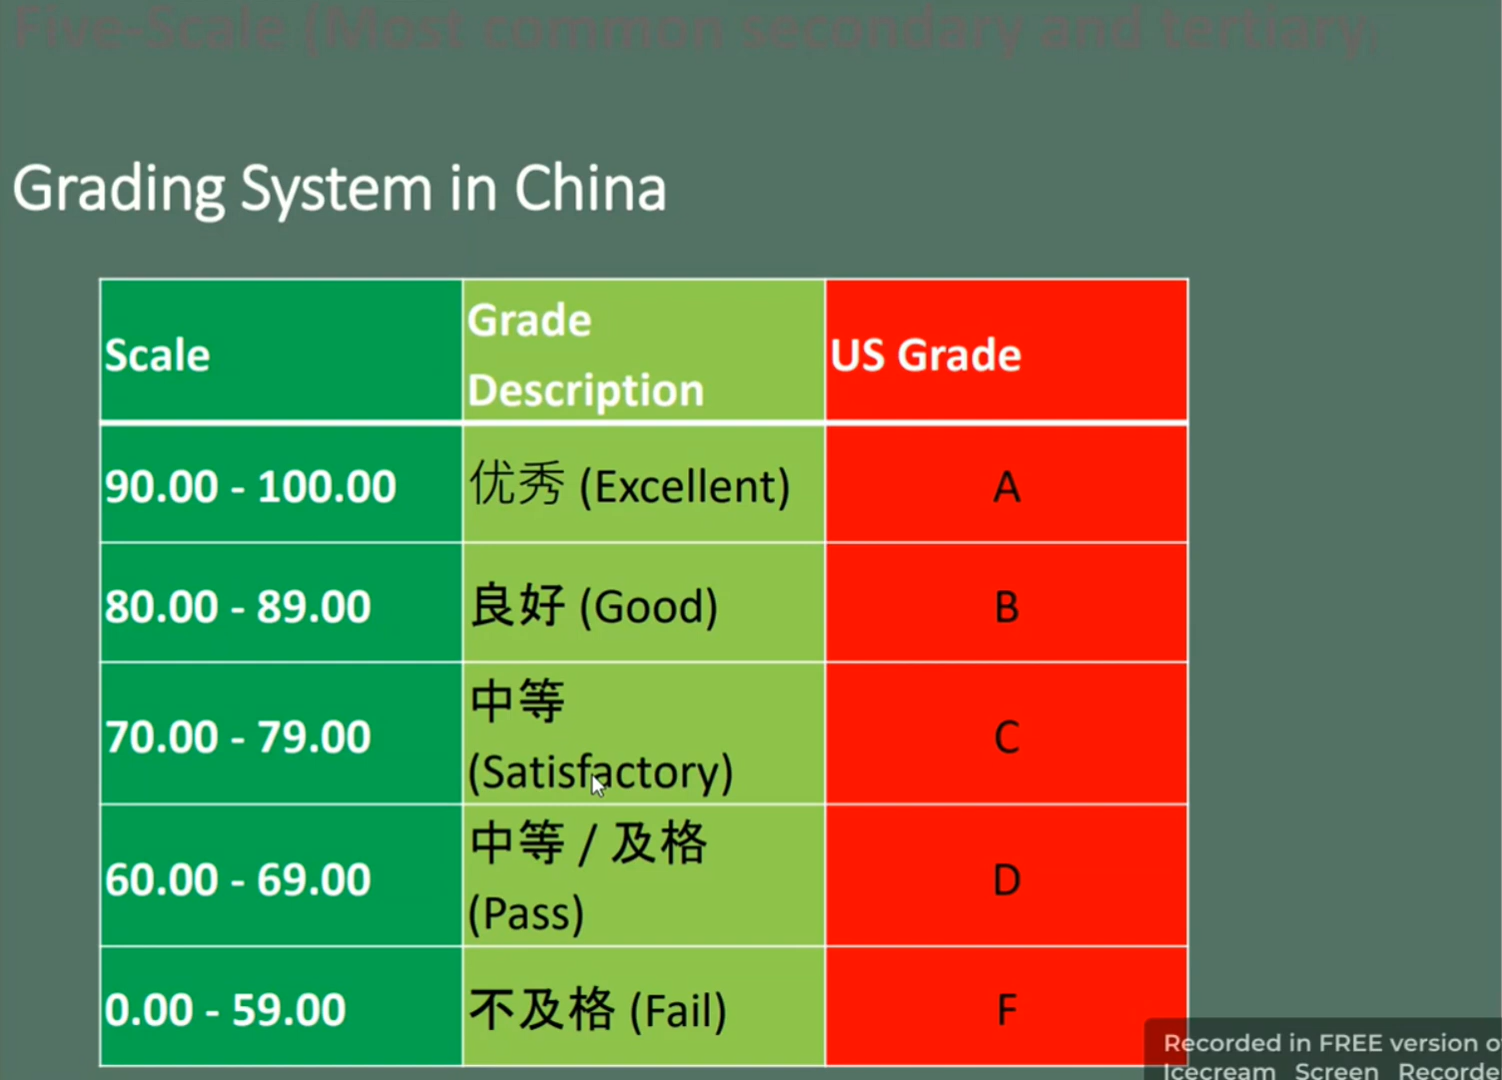 Five-Scale (Most common secondary and tertiary)
Grading System in China
Scale
Grade
Description
US Grade
90.00 - 100.00
优秀 (Excellent)
A
80.00 - 89.00
良好 (Good)
B
70.00 - 79.00
中等
(Satisfactory)
C
60.00 - 69.00
中等 / 及格
(Pass)
D
0.00 - 59.00
不及格 (Fail)
F
Recorded in FREE version o
Icecream Screen Recorde